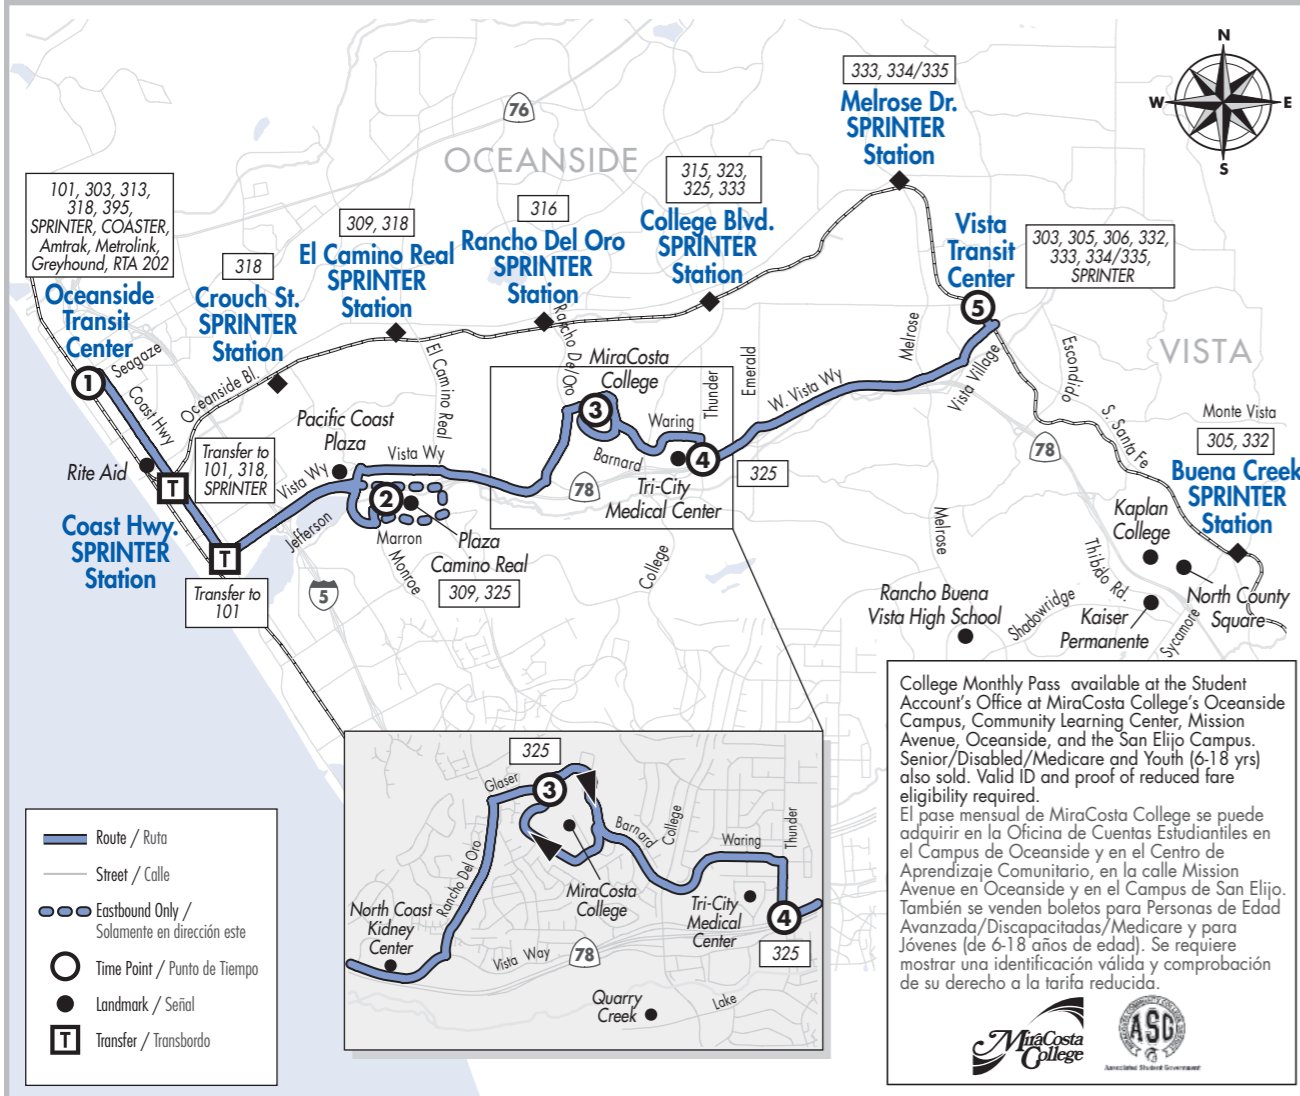 N
W
E
S
76
OCEANSIDE
333, 334/335
Melrose Dr.
SPRINTER
Station
101, 303, 313,
318, 395,
SPRINTER, COASTER,
Amtrak, Metrolink,
Greyhound, RTA 202
Oceanside
Transit
Center
1
318
Crouch St.
SPRINTER
Station
309, 318
El Camino Real
SPRINTER
Station
316
Rancho Del Oro
SPRINTER
Station
315, 323,
325, 333
College Blvd.
SPRINTER
Station
Vista
Transit
Center
5
303, 305, 306, 332,
333, 334/335,
SPRINTER
VISTA
Seagaze
Coast Hwy
Oceanside Bl.
El Camino Real
Rancho Del Oro
MiraCosta
College
3
Waring
Barnard
Thunder
Emerald
Melrose
W. Vista Wy
Vista Village
Escondido
S. Santa Fe
78
Monte Vista
305, 332
Buena Creek
SPRINTER
Station
Pacific Coast
Plaza
Vista Wy
Vista Wy
Rite Aid
T
Transfer to
101, 318,
SPRINTER
Coast Hwy.
SPRINTER
Station
T
Transfer to
101
Jefferson
2
Marron
Monroe
Plaza
Camino Real
309, 325
5
78
4
325
Tri-City
Medical Center
College
Melrose
Kaplan
College
Thibido Rd.
North County
Square
Kaiser
Permanente
Sycamore
Rancho Buena
Vista High School
Shadowridge
325
Glaser
3
Rancho Del Oro
Barnard
College
Waring
Thunder
MiraCosta
College
Tri-City
Medical
Center
4
325
North Coast
Kidney
Center
Vista Way
78
Quarry
Creek
Lake
Route / Ruta
Street / Calle
Eastbound Only /
Solamente en dirección este
Time Point / Punto de Tiempo
Landmark / Señal
T
Transfer / Transbordo
College Monthly Pass available at the Student
Account's Office at MiraCosta College's Oceanside
Campus, Community Learning Center, Mission
Avenue, Oceanside, and the San Elijo Campus.
Senior/Disabled/Medicare and Youth (6-18 yrs)
also sold. Valid ID and proof of reduced fare
eligibility required.
El pase mensual de MiraCosta College se puede
adquirir en la Oficina de Cuentas Estudiantiles en
el Campus de Oceanside y en el Centro de
Aprendizaje Comunitario, en la calle Mission
Avenue en Oceanside y en el Campus de San Elijo.
También se venden boletos para Personas de Edad
Avanzada/Discapacitadas/Medicare y para
Jóvenes (de 6-18 años de edad). Se requiere
mostrar una identificación válida y comprobación
de su derecho a la tarifa reducida.
MiraCosta
College
ASG
Associated Student Government